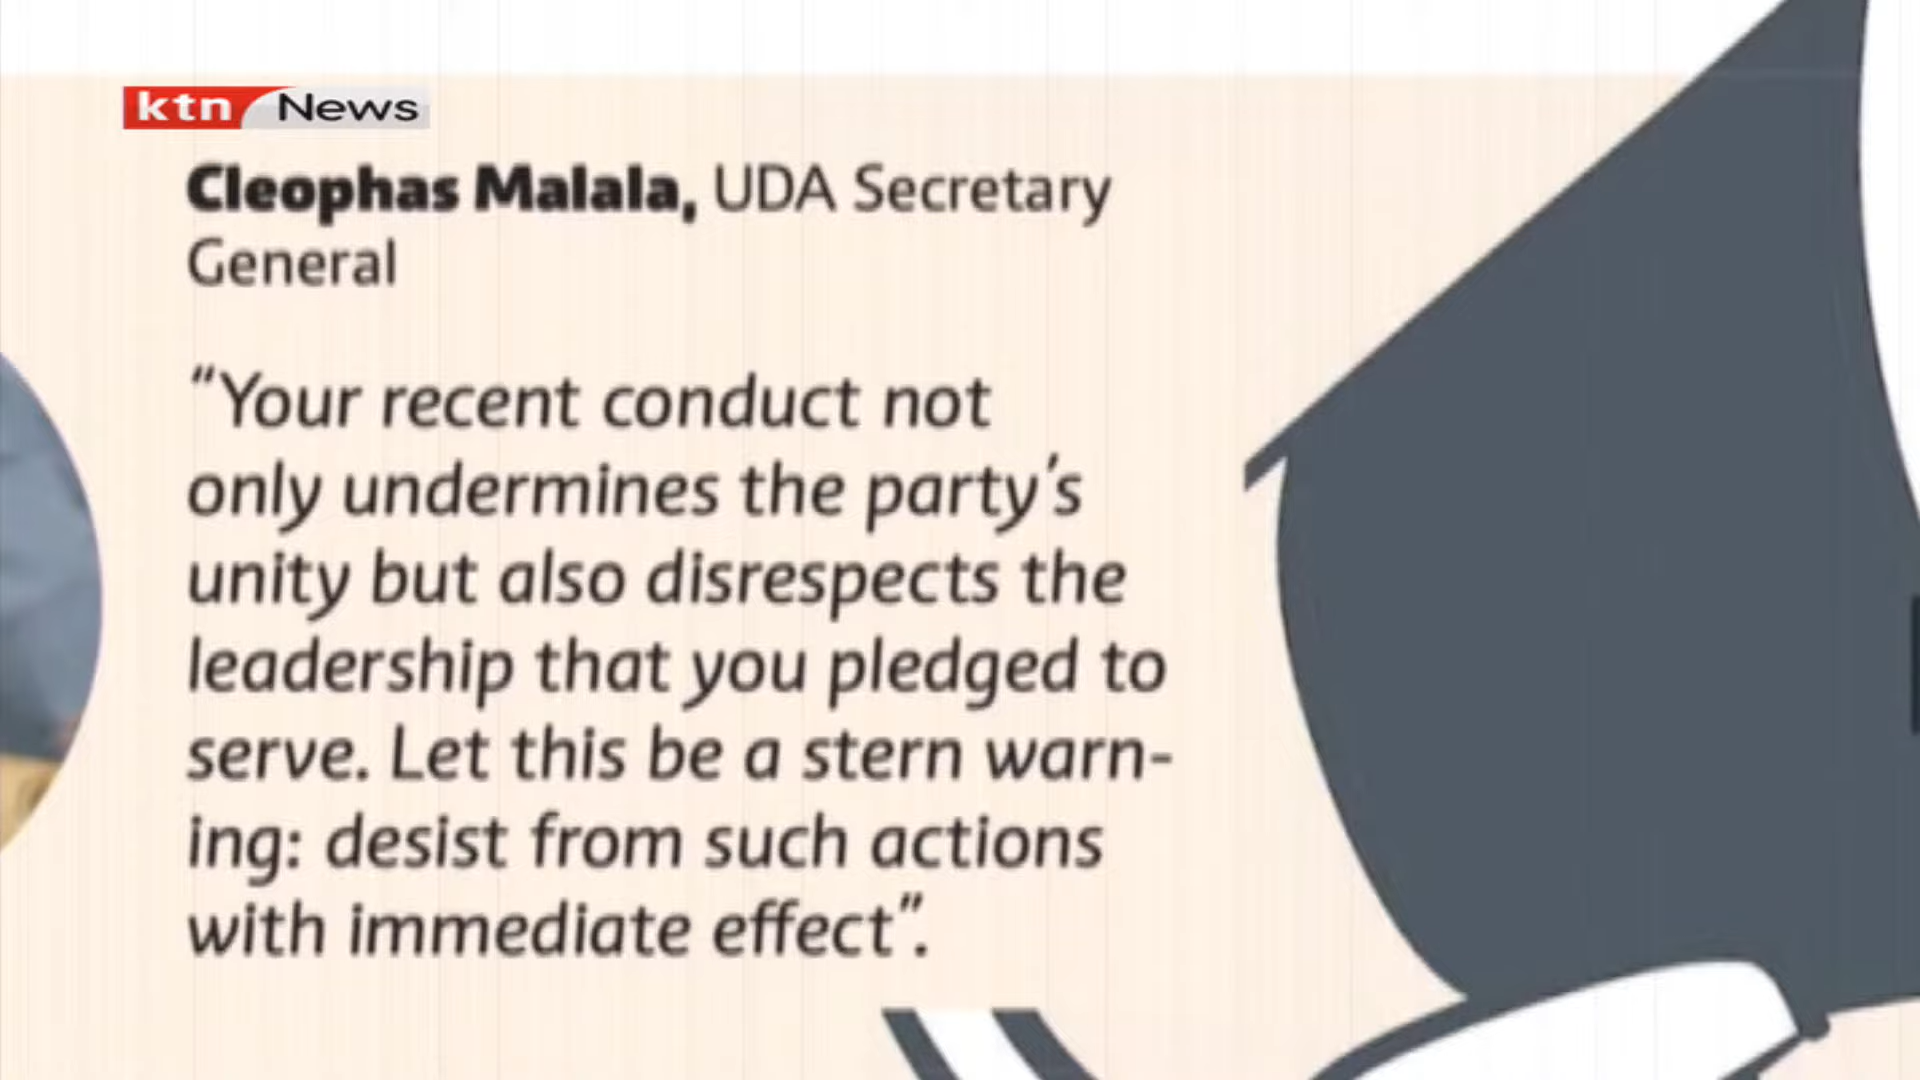 ktn News
Cleophas Malala, UDA Secretary
General
“Your recent conduct not
only undermines the party’s
unity but also disrespects the
leadership that you pledged to
serve. Let this be a stern warn-
ing: desist from such actions
with immediate effect”.